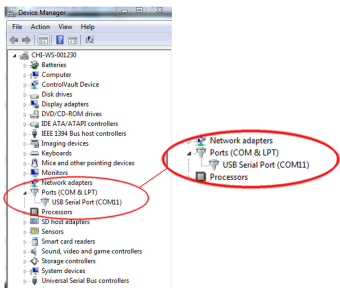 Device Manager
File Action View Help
CHI-WS-001230
Batteries
Computer
ControlVault Device
Disk drives
Display adapters
DVD/CD-ROM drives
IDE ATA/ATAPI controllers
IEEE 1394 Bus host controllers
Imaging devices
Keyboards
Mice and other pointing devices
Monitors
Network adapters
Ports (COM & LPT)
USB Serial Port (COM11)
Processors
SD host adapters
Sensors
Smart card readers
Sound, video and game controllers
Storage controllers
System devices
Universal Serial Bus controllers
Network adapters
Ports (COM & LPT)
USB Serial Port (COM11)
Processors